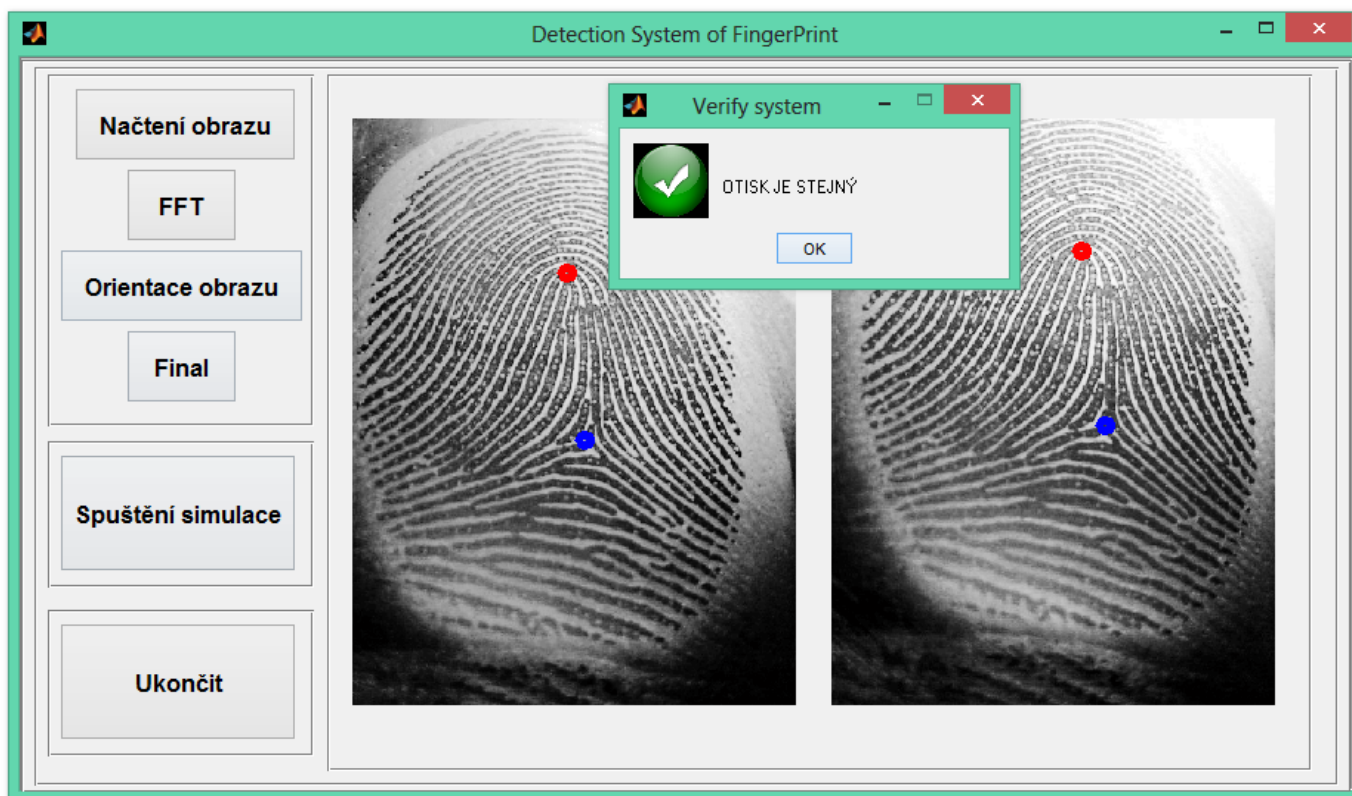 Detection System of FingerPrint
Načtení obrazu
FFT
Orientace obrazu
Final
Spuštění simulace
Ukončit
Verify system
OTISK JE STEJNÝ
OK